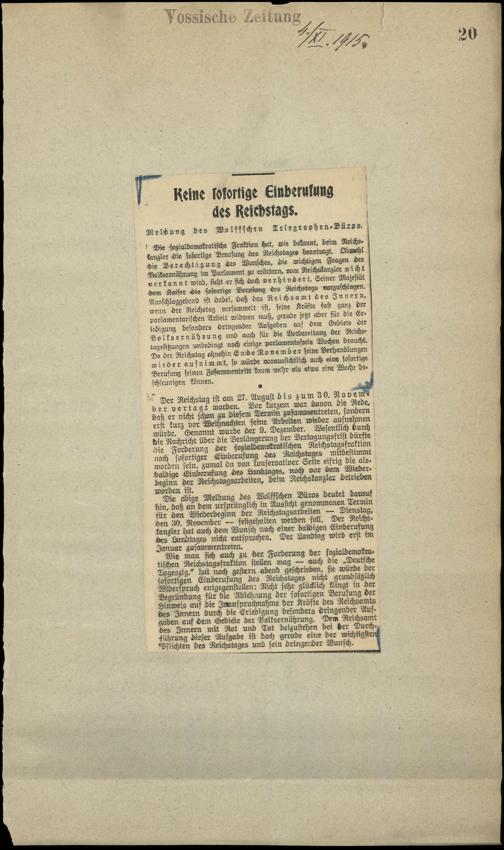 Vossische Zeitung
4/XI. 1915.
20
Keine sofortige Einberufung
des Reichstags.
Meldung des Wolffschen Telegraphen-Büros.
Die sozialdemokratische Fraktion hat, wie bekannt, beim Reichs-
kanzler die sofortige Berufung des Reichstages beantragt. Obwohl
die Berechtigung des Wunsches, die wichtigen Fragen der
Volksernährung im Parlament zu erörtern, vom Reichskanzler nicht
verkannt wird, sieht er sich doch verhindert, Seiner Majestät
dem Kaiser die sofortige Berufung des Reichstags vorzuschlagen.
Ausschlaggebend ist dabei, daß das Reichsamt des Innern,
wenn der Reichstag versammelt ist, seine Kräfte fast ganz der
parlamentarischen Arbeit widmen muß, gerade jetzt aber für die Er-
ledigung besonders dringender Aufgaben auf dem Gebiete der
Volksernährung und auch für die Vorbereitung der Reichs-
tagssitzungen unbedingt noch einige parlamentsfreie Wochen braucht.
Da der Reichstag ohnehin Ende November seine Verhandlungen
wieder aufnimmt, so würde voraussichtlich auch eine sofortige
Berufung seinen Zusammentritt kaum mehr als etwa eine Woche be-
schleunigen können.
*
Der Reichstag ist am 27. August bis zum 30. Novem-
ber vertagt worden. Vor kurzem war davon die Rede,
daß er nicht schon zu diesem Termin zusammentreten, sondern
erst kurz vor Weihnachten seine Arbeiten wieder aufnehmen
würde. Genannt wurde der 9. Dezember. Wesentlich durch
die Nachricht über die Verlängerung der Vertagungsfrist dürfte
die Forderung der sozialdemokratischen Reichstagsfraktion
nach sofortiger Einberufung des Reichstages mitbestimmt
worden sein, zumal da von konservativer Seite eifrig die als-
baldige Einberufung des Landtages, noch vor dem Wieder-
beginn der Reichstagsarbeiten, beim Reichskanzler betrieben
worden ist.
Die obige Meldung des Wolffschen Büros deutet darauf
hin, daß an dem ursprünglich in Aussicht genommenen Termin
für den Wiederbeginn der Reichstagsarbeiten — Dienstag,
den 30. November — festgehalten werden soll. Der Reichs-
kanzler hat auch dem Wunsch nach einer baldigen Einberufung
des Landtages nicht entsprochen. Der Landtag wird erst im
Januar zusammentreten.
Wie man sich auch zu der Forderung der sozialdemokra-
tischen Reichstagsfraktion stellen mag — auch die „Deutsche
Tagesztg." hat noch gestern abend geschrieben, sie würde der
sofortigen Einberufung des Reichstages nicht grundsätzlich
Widerspruch entgegenstellen: Nicht sehr glücklich klingt in der
Begründung für die Ablehnung der sofortigen Berufung der
Hinweis auf die Inanspruchnahme der Kräfte des Reichsamts
des Innern durch die Erledigung besonders dringender Auf-
gaben auf dem Gebiete der Volksernährung. Dem Reichsamt
des Innern mit Rat und Tat beizustehen bei der Durch-
führung dieser Aufgabe ist doch gerade eine der wichtigsten
Pflichten des Reichstages und sein dringender Wunsch.